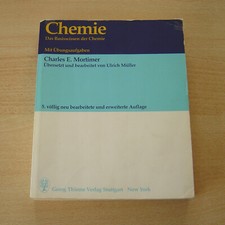 Chemie
Das Basiswissen der Chemie
Mit Übungsaufgaben
Charles E. Mortimer
Übersetzt und bearbeitet von Ulrich Müller
5. völlig neu bearbeitete und erweiterte Auflage
Georg Thieme Verlag Stuttgart · New York